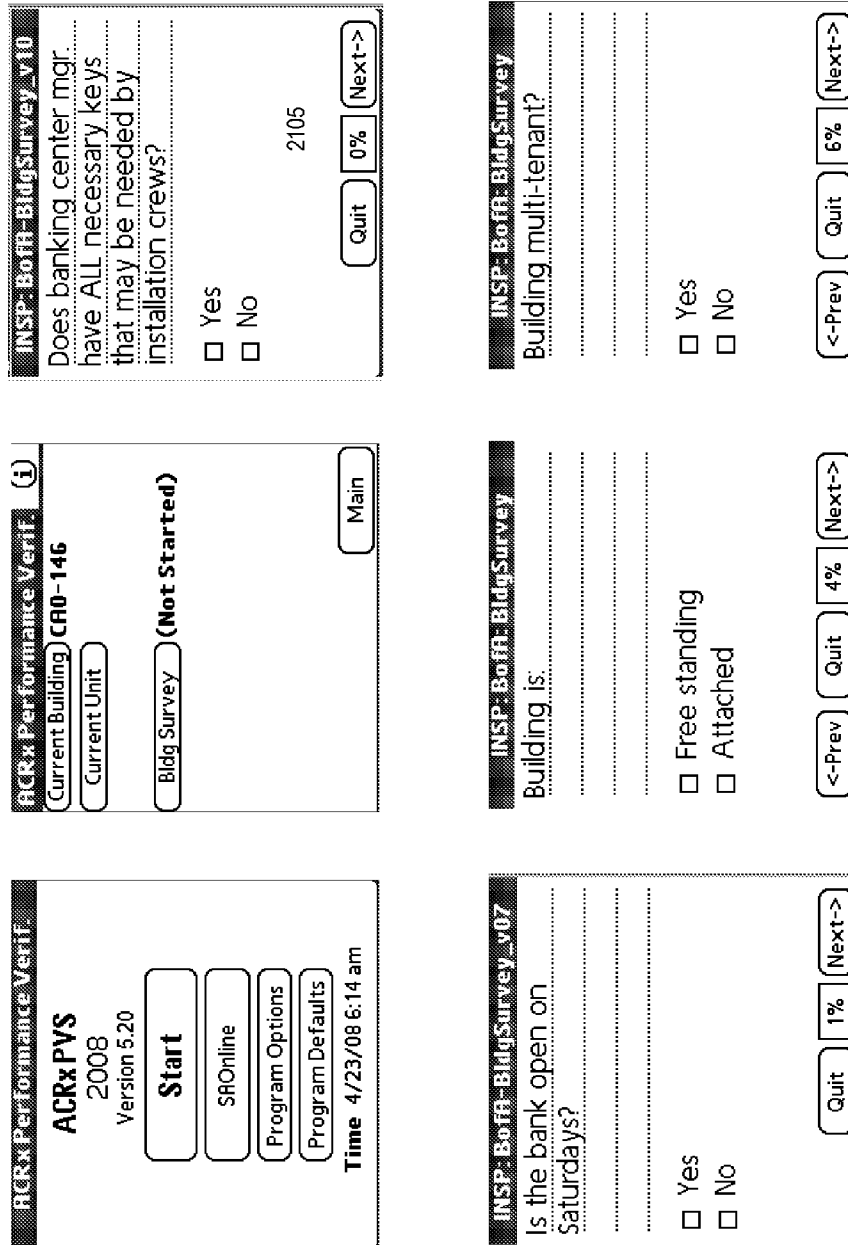 ACRx Performance Verif.
ACRx PVS
2008
Version 5.20
Start
SAOnline
Program Options
Program Defaults
Time 4/23/08 6:14 am
ACRx Performance Verif.
i
Current Building CAO-146
Current Unit
Bldg Survey (Not Started)
Main
INSP: BofA-BldgSurvey_v10
Does banking center mgr.
have ALL necessary keys
that may be needed by
installation crews?
Yes
No
2105
Quit 0% Next->
INSP: BofA-BldgSurvey_v07
Is the bank open on
Saturdays?
Yes
No
Quit 1% Next->
INSP: BofA: BldgSurvey
Building is:
Free standing
Attached
<-Prev Quit 4% Next->
INSP: BofA: BldgSurvey
Building multi-tenant?
Yes
No
<-Prev Quit 6% Next->